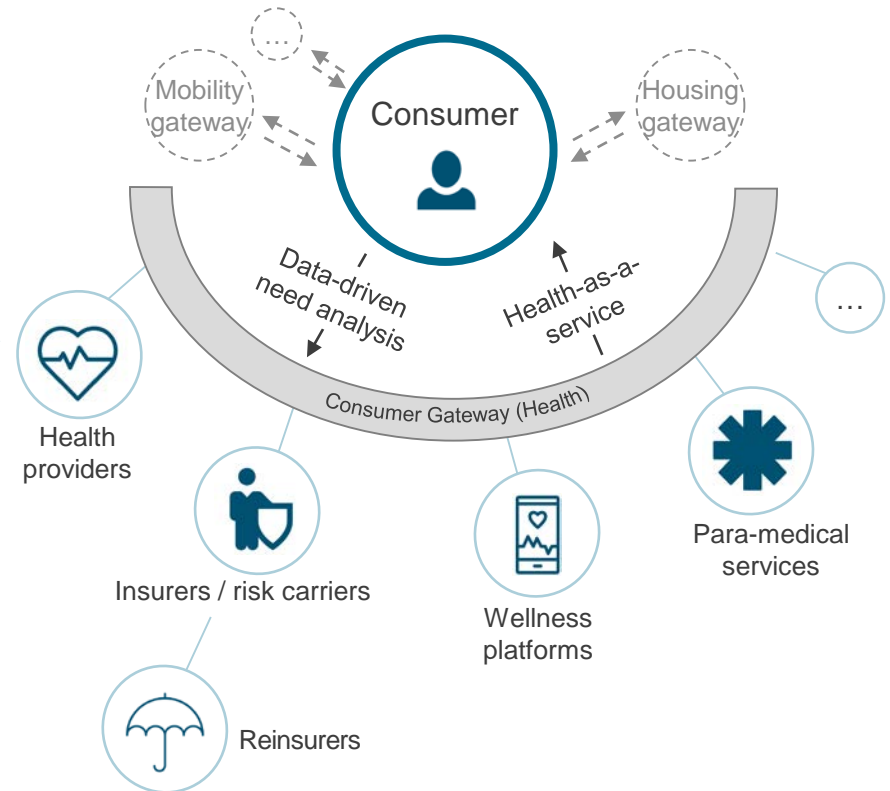 ...
Mobility
gateway
Consumer
Housing
gateway
Data-driven
need analysis
Health-as-a-
service
...
Consumer Gateway (Health)
Health
providers
Insurers / risk carriers
Wellness
platforms
Para-medical
services
Reinsurers